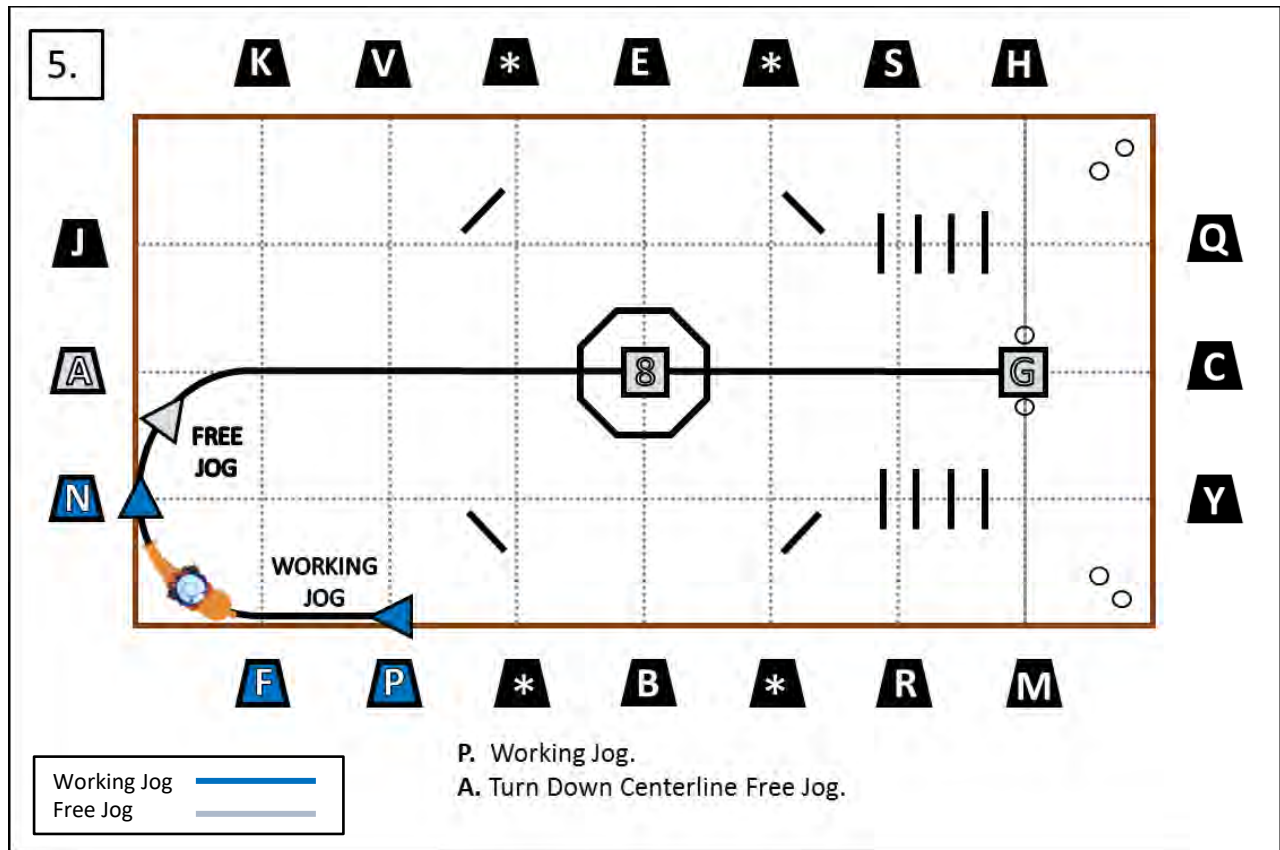 5.
K V * E * S H
J Q
A 8 G C
FREE
JOG
N Y
WORKING
JOG
F P * B * R M
P. Working Jog.
A. Turn Down Centerline Free Jog.
Working Jog
Free Jog